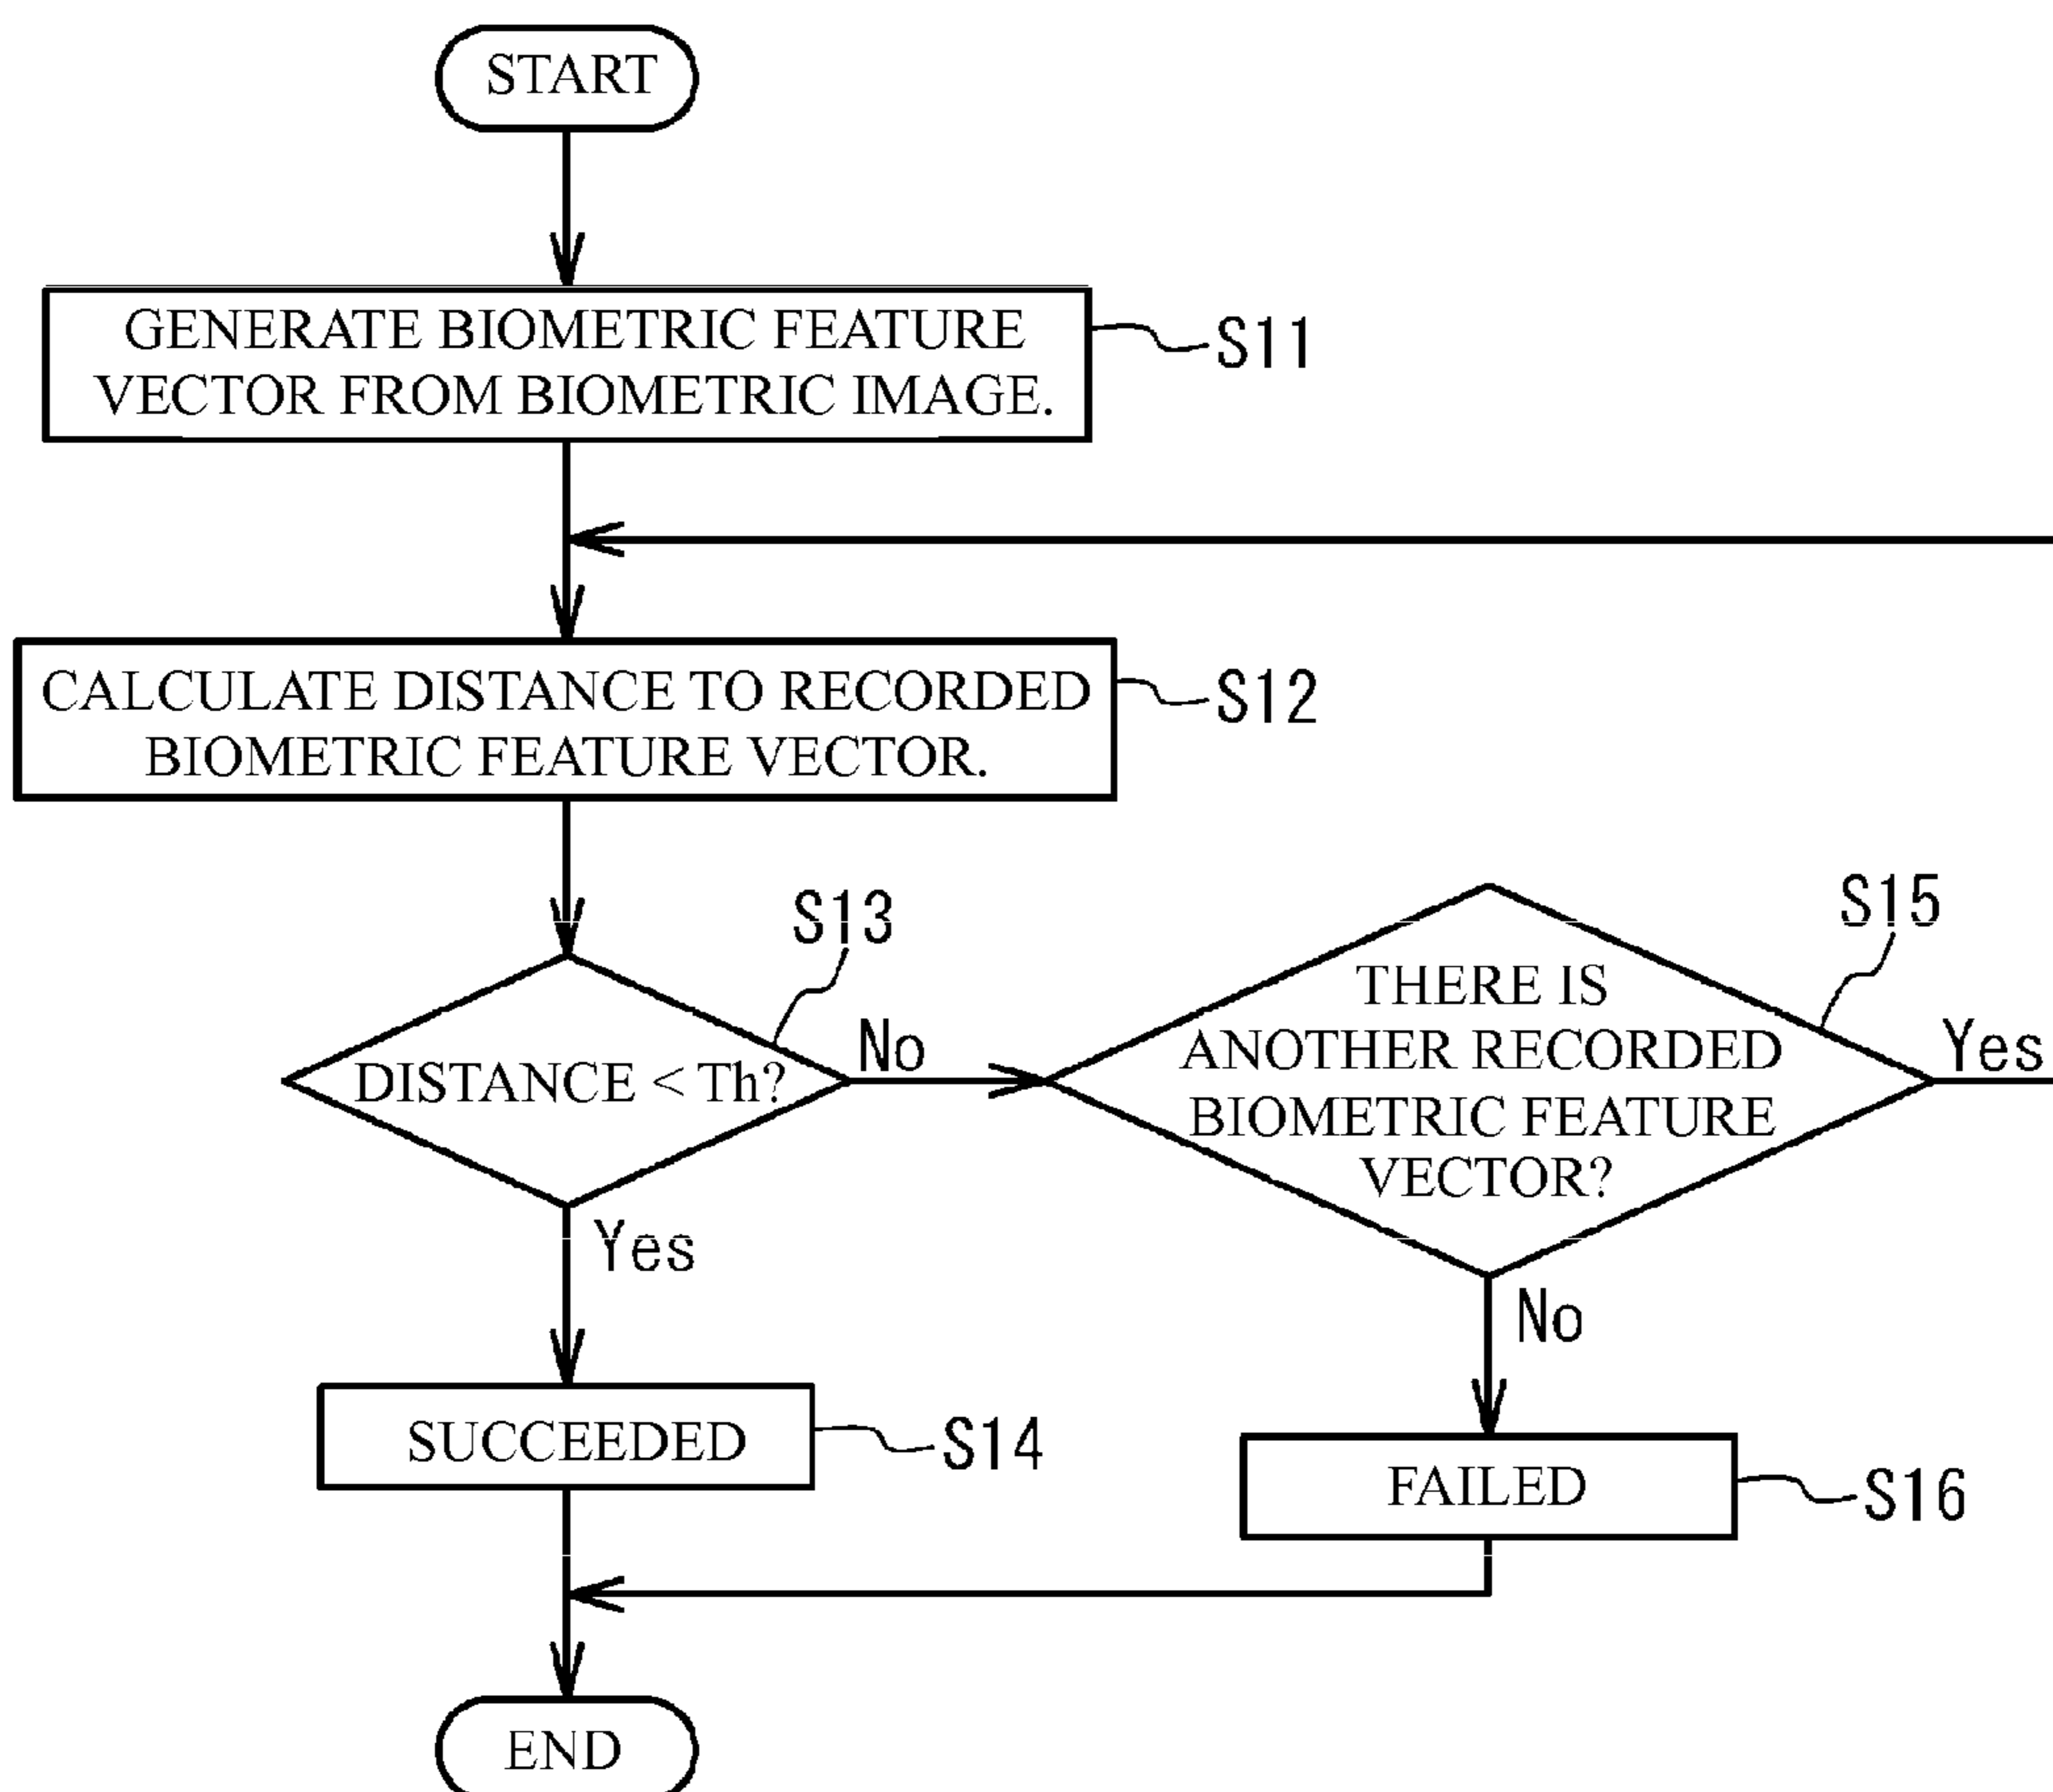 START
GENERATE BIOMETRIC FEATURE
VECTOR FROM BIOMETRIC IMAGE.
S11
CALCULATE DISTANCE TO RECORDED
BIOMETRIC FEATURE VECTOR.
S12
S13
DISTANCE < Th?
No
Yes
S15
THERE IS
ANOTHER RECORDED
BIOMETRIC FEATURE
VECTOR?
Yes
No
SUCCEEDED
S14
FAILED
S16
END